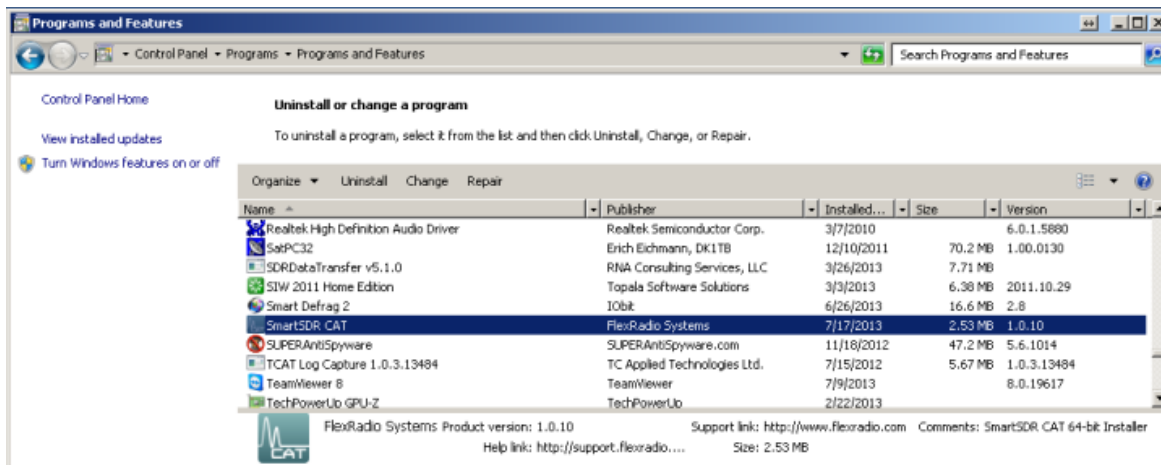 Programs and Features
Control Panel Programs Programs and Features Search Programs and Features
Control Panel Home
Uninstall or change a program
View installed updates
To uninstall a program, select it from the list and then click Uninstall, Change, or Repair.
Turn Windows features on or off
Organize Uninstall Change Repair
Name Publisher Installed... Size Version
Realtek High Definition Audio Driver Realtek Semiconductor Corp. 3/7/2010 6.0.1.5880
SatPC32 Erich Eichmann, DK1TB 12/10/2011 70.2 MB 1.00.0130
SDRDataTransfer v5.1.0 RNA Consulting Services, LLC 3/26/2013 7.71 MB
SIW 2011 Home Edition Topala Software Solutions 3/3/2013 6.38 MB 2011.10.29
Smart Defrag 2 IObit 6/26/2013 16.6 MB 2.8
SmartSDR CAT FlexRadio Systems 7/17/2013 2.53 MB 1.0.10
SUPERAntiSpyware SUPERAntiSpyware.com 11/18/2012 47.2 MB 5.6.1014
TCAT Log Capture 1.0.3.13484 TC Applied Technologies Ltd. 7/15/2012 5.67 MB 1.0.3.13484
TeamViewer 8 TeamViewer 7/9/2013 8.0.19617
TechPowerUp GPU-Z TechPowerUp 2/22/2013
FlexRadio Systems Product version: 1.0.10 Support link: http://www.flexradio.com Comments: SmartSDR CAT 64-bit Installer
CAT Help link: http://support.flexradio.... Size: 2.53 MB